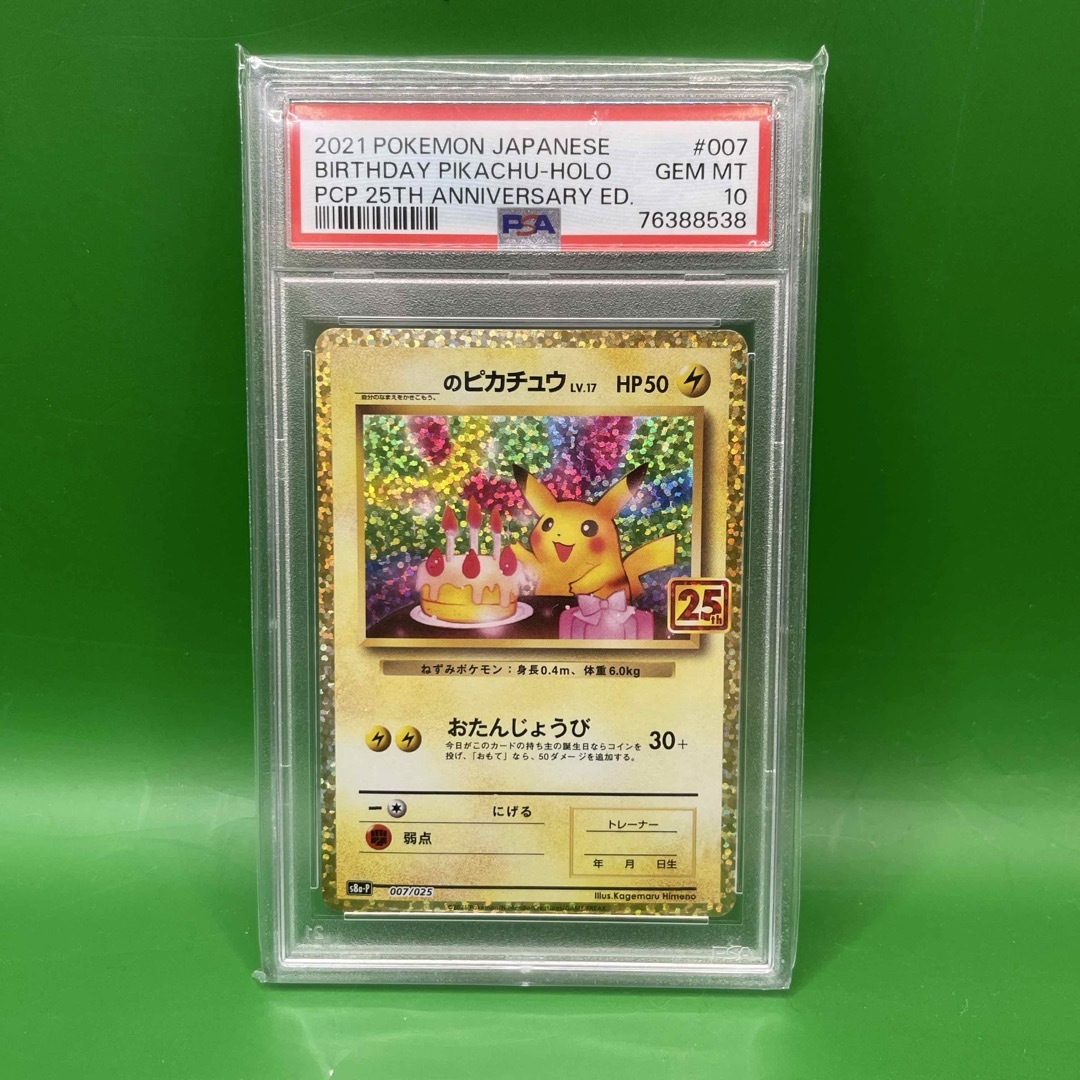 2021 POKEMON JAPANESE #007
BIRTHDAY PIKACHU-HOLO GEM MT
PCP 25TH ANNIVERSARY ED. 10
PSA 76388538
のピカチュウ LV.17 HP50
自分のなまえをかきこもう。
25th
ねずみポケモン：身長0.4m、体重6.0kg
おたんじょうび 30+
今日がこのカードの持ち主の誕生日ならコインを
投げ、「おもて」なら、50ダメージを追加する。
にげる
弱点
トレーナー
年 月 日生
s8a-P 007/025
Illus.Kagemaru Himeno